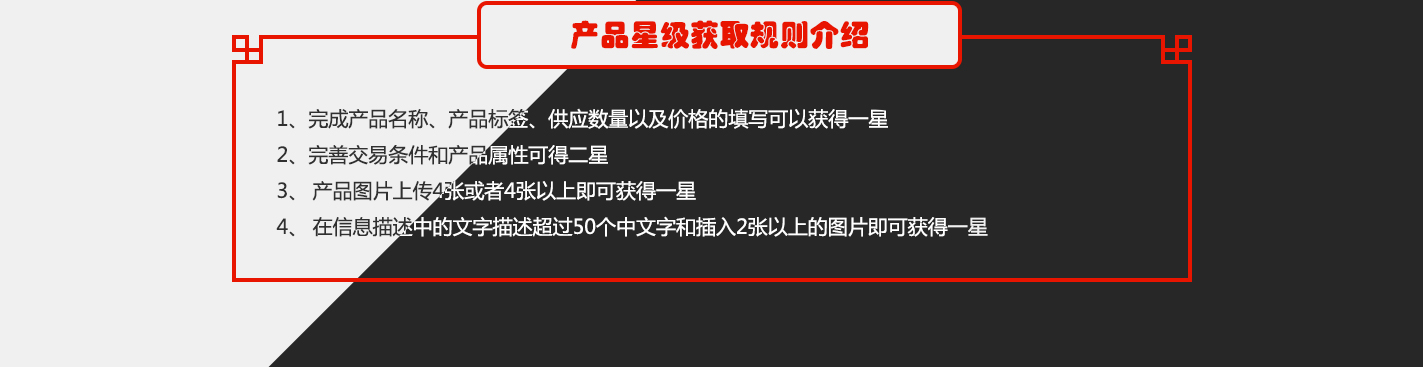 产品星级获取规则介绍
1、完成产品名称、产品标签、供应数量以及价格的填写可以获得一星
2、完善交易条件和产品属性可得二星
3、 产品图片上传4张或者4张以上即可获得一星
4、 在信息描述中的文字描述超过50个中文字和插入2张以上的图片即可获得一星